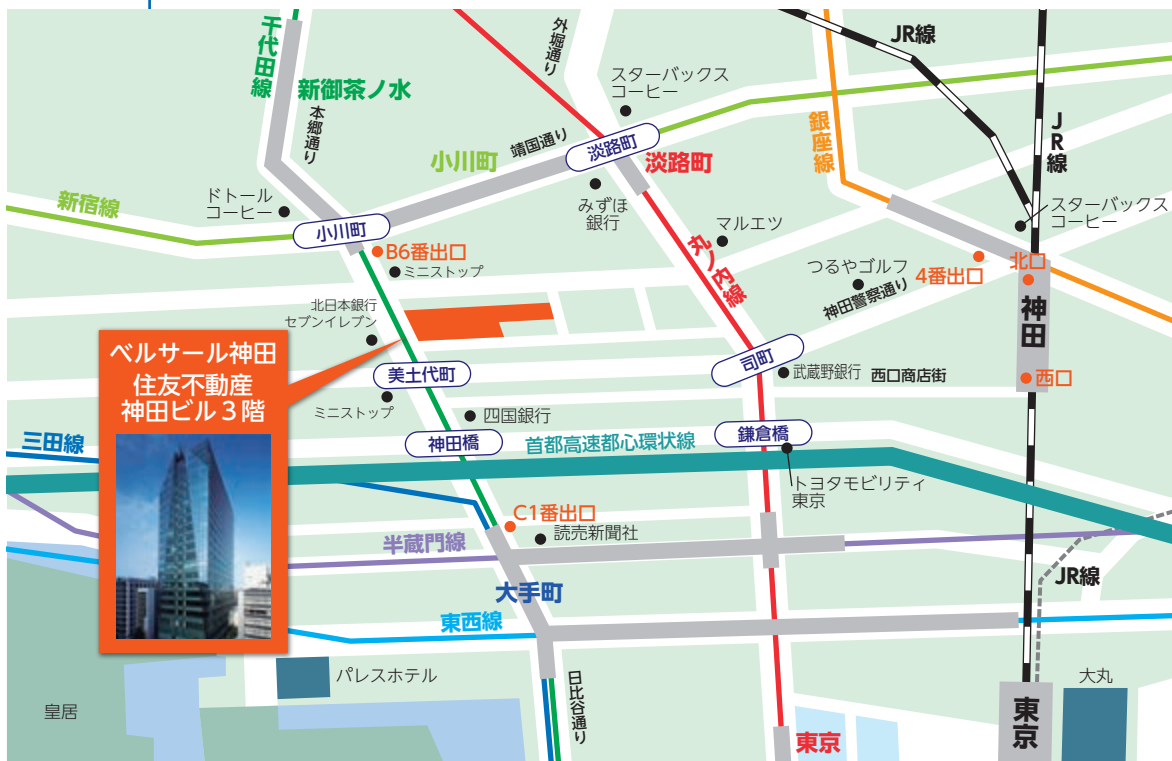 千代田線
新御茶ノ水
本郷通り
外堀通り
スターバックス
コーヒー
JR線
JR線
銀座線
靖国通り
小川町
淡路町
淡路町
新宿線
ドトール
コーヒー
小川町
みずほ
銀行
マルエツ
スターバックス
コーヒー
B6番出口
ミニストップ
丸ノ内線
つるやゴルフ
神田警察通り
4番出口
北口
神田
北日本銀行
セブンイレブン
ベルサール神田
住友不動産
神田ビル3階
美土代町
司町
武蔵野銀行
西口商店街
西口
ミニストップ
四国銀行
三田線
神田橋
首都高速都心環状線
鎌倉橋
トヨタモビリティ
東京
C1番出口
読売新聞社
半蔵門線
大手町
JR線
東西線
パレスホテル
日比谷通り
大丸
皇居
東京
東京